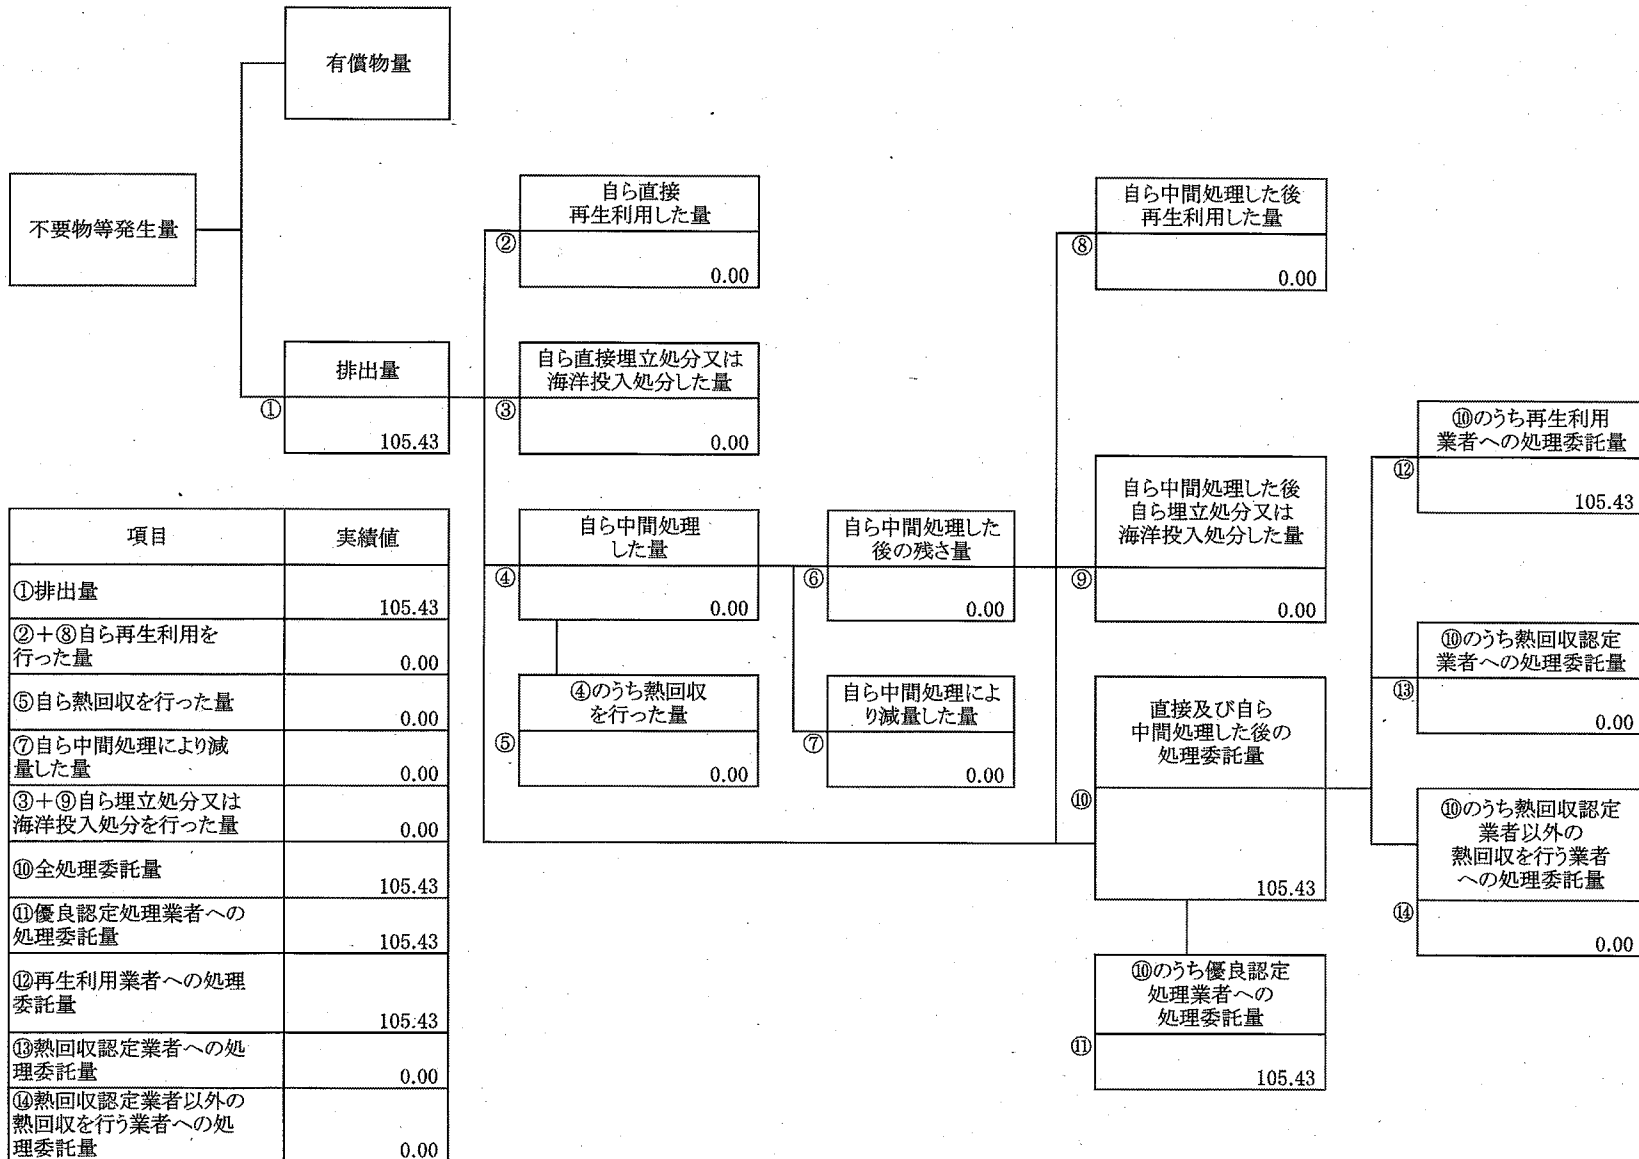 有償物量
不要物等発生量
排出量
①
105.43
自ら直接
再生利用した量
②
0.00
自ら直接埋立処分又は
海洋投入処分した量
③
0.00
自ら中間処理
した量
④
0.00
④のうち熱回収
を行った量
⑤
0.00
自ら中間処理した
後の残さ量
⑥
0.00
自ら中間処理によ
り減量した量
⑦
0.00
自ら中間処理した後
再生利用した量
⑧
0.00
自ら中間処理した後
自ら埋立処分又は
海洋投入処分した量
⑨
0.00
直接及び自ら
中間処理した後の
処理委託量
⑩
105.43
⑩のうち優良認定
処理業者への
処理委託量
⑪
105.43
⑩のうち再生利用
業者への処理委託量
⑫
105.43
⑩のうち熱回収認定
業者への処理委託量
⑬
0.00
⑩のうち熱回収認定
業者以外の
熱回収を行う業者
への処理委託量
⑭
0.00
項目 実績値
①排出量
105.43
②+⑧自ら再生利用を
行った量 0.00
⑤自ら熱回収を行った量
0.00
⑦自ら中間処理により減
量した量 0.00
③+⑨自ら埋立処分又は
海洋投入処分を行った量 0.00
⑩全処理委託量
105.43
⑪優良認定処理業者への
処理委託量 105.43
⑫再生利用業者への処理
委託量
105.43
⑬熱回収認定業者への処
理委託量 0.00
⑭熱回収認定業者以外の
熱回収を行う業者への処
理委託量 0.00